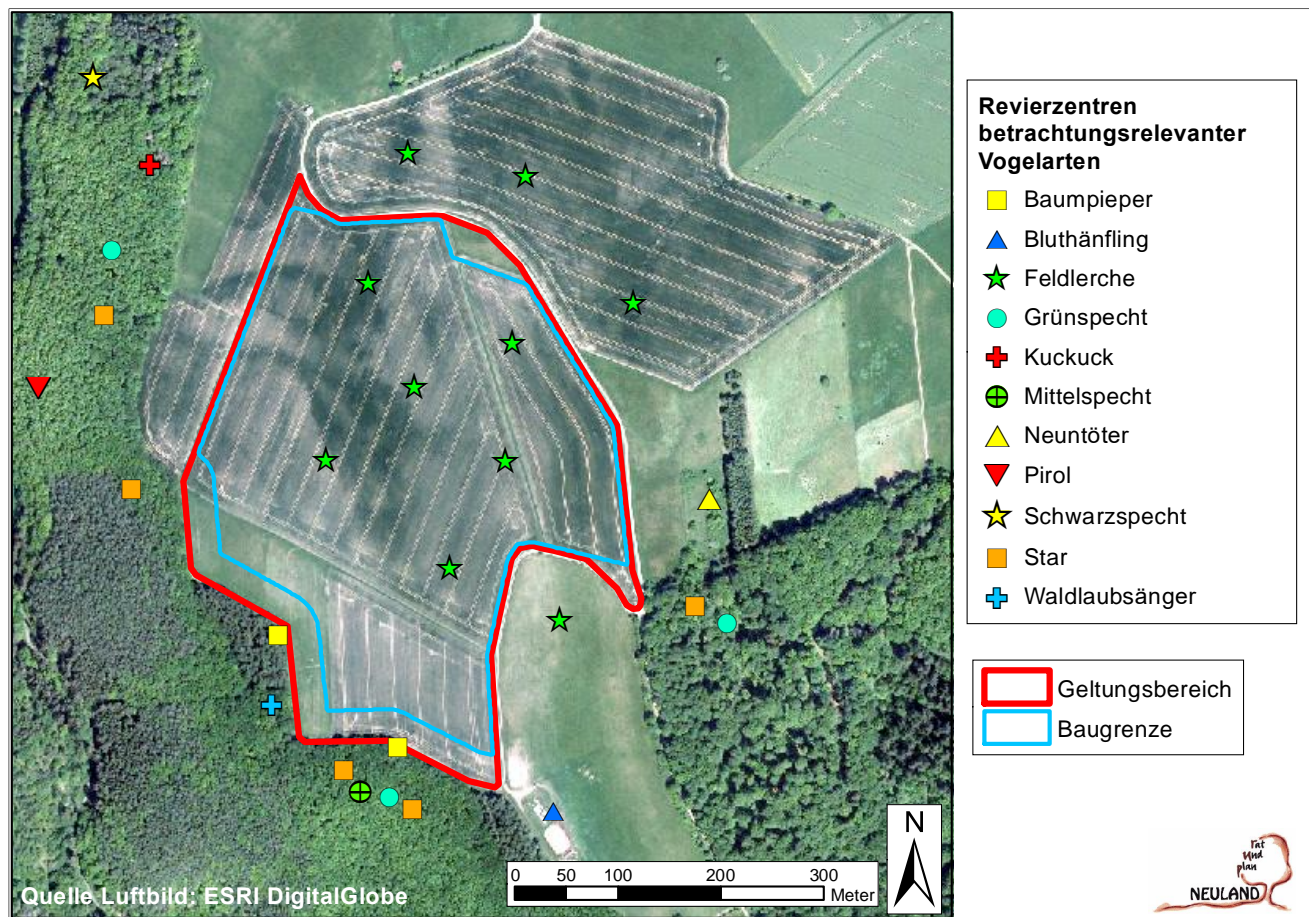 Revierzentren
betrachtungsrelevanter
Vogelarten
Baumpieper
Bluthänfling
Feldlerche
Grünspecht
Kuckuck
Mittelspecht
Neuntöter
Pirol
Schwarzspecht
Star
Waldlaubsänger
Geltungsbereich
Baugrenze
N
0 50 100 200 300
Meter
Quelle Luftbild: ESRI DigitalGlobe
rat
und
plan
NEULAND